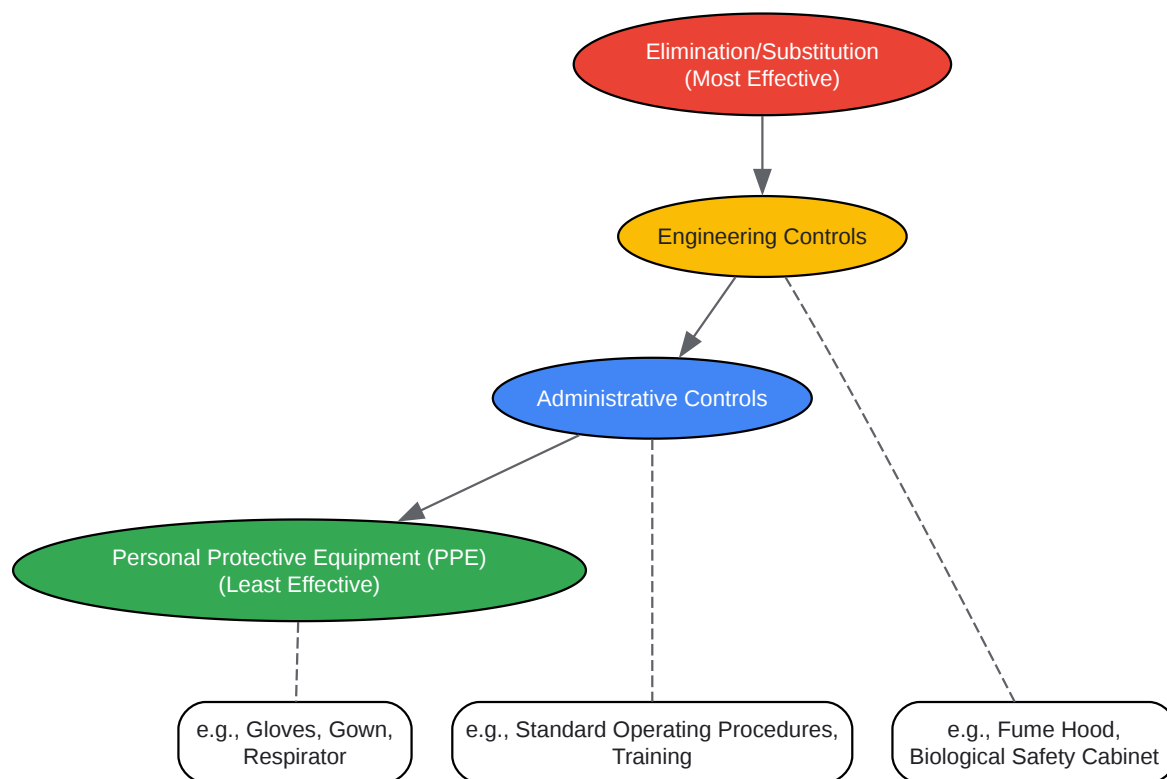 Elimination/Substitution
(Most Effective)
Engineering Controls
Administrative Controls
Personal Protective Equipment (PPE)
(Least Effective)
e.g., Gloves, Gown,
Respirator
e.g., Standard Operating Procedures,
Training
e.g., Fume Hood,
Biological Safety Cabinet